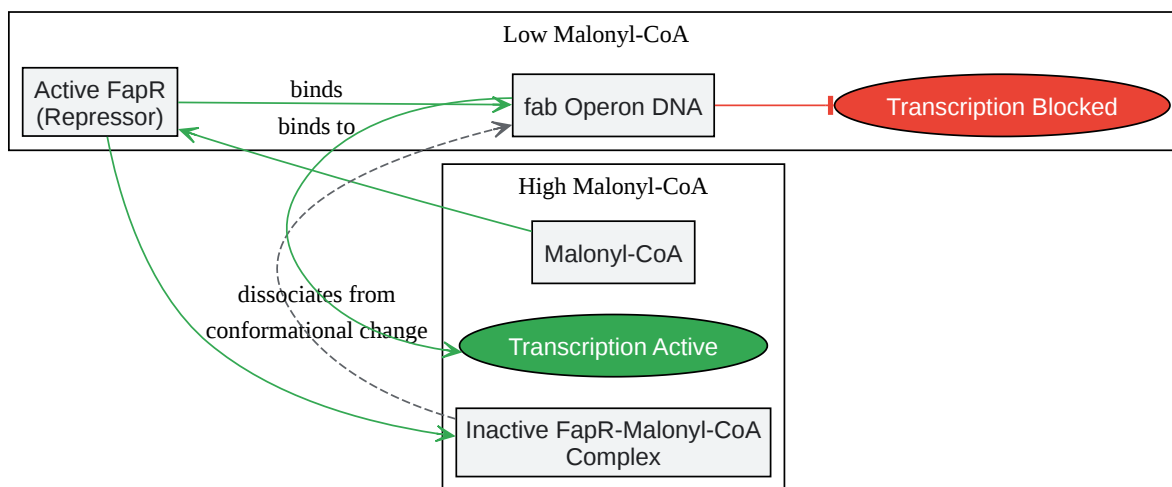 Low Malonyl-CoA
Active FapR
(Repressor)
binds
binds to
fab Operon DNA
Transcription Blocked
High Malonyl-CoA
Malonyl-CoA
dissociates from
conformational change
Transcription Active
Inactive FapR-Malonyl-CoA
Complex